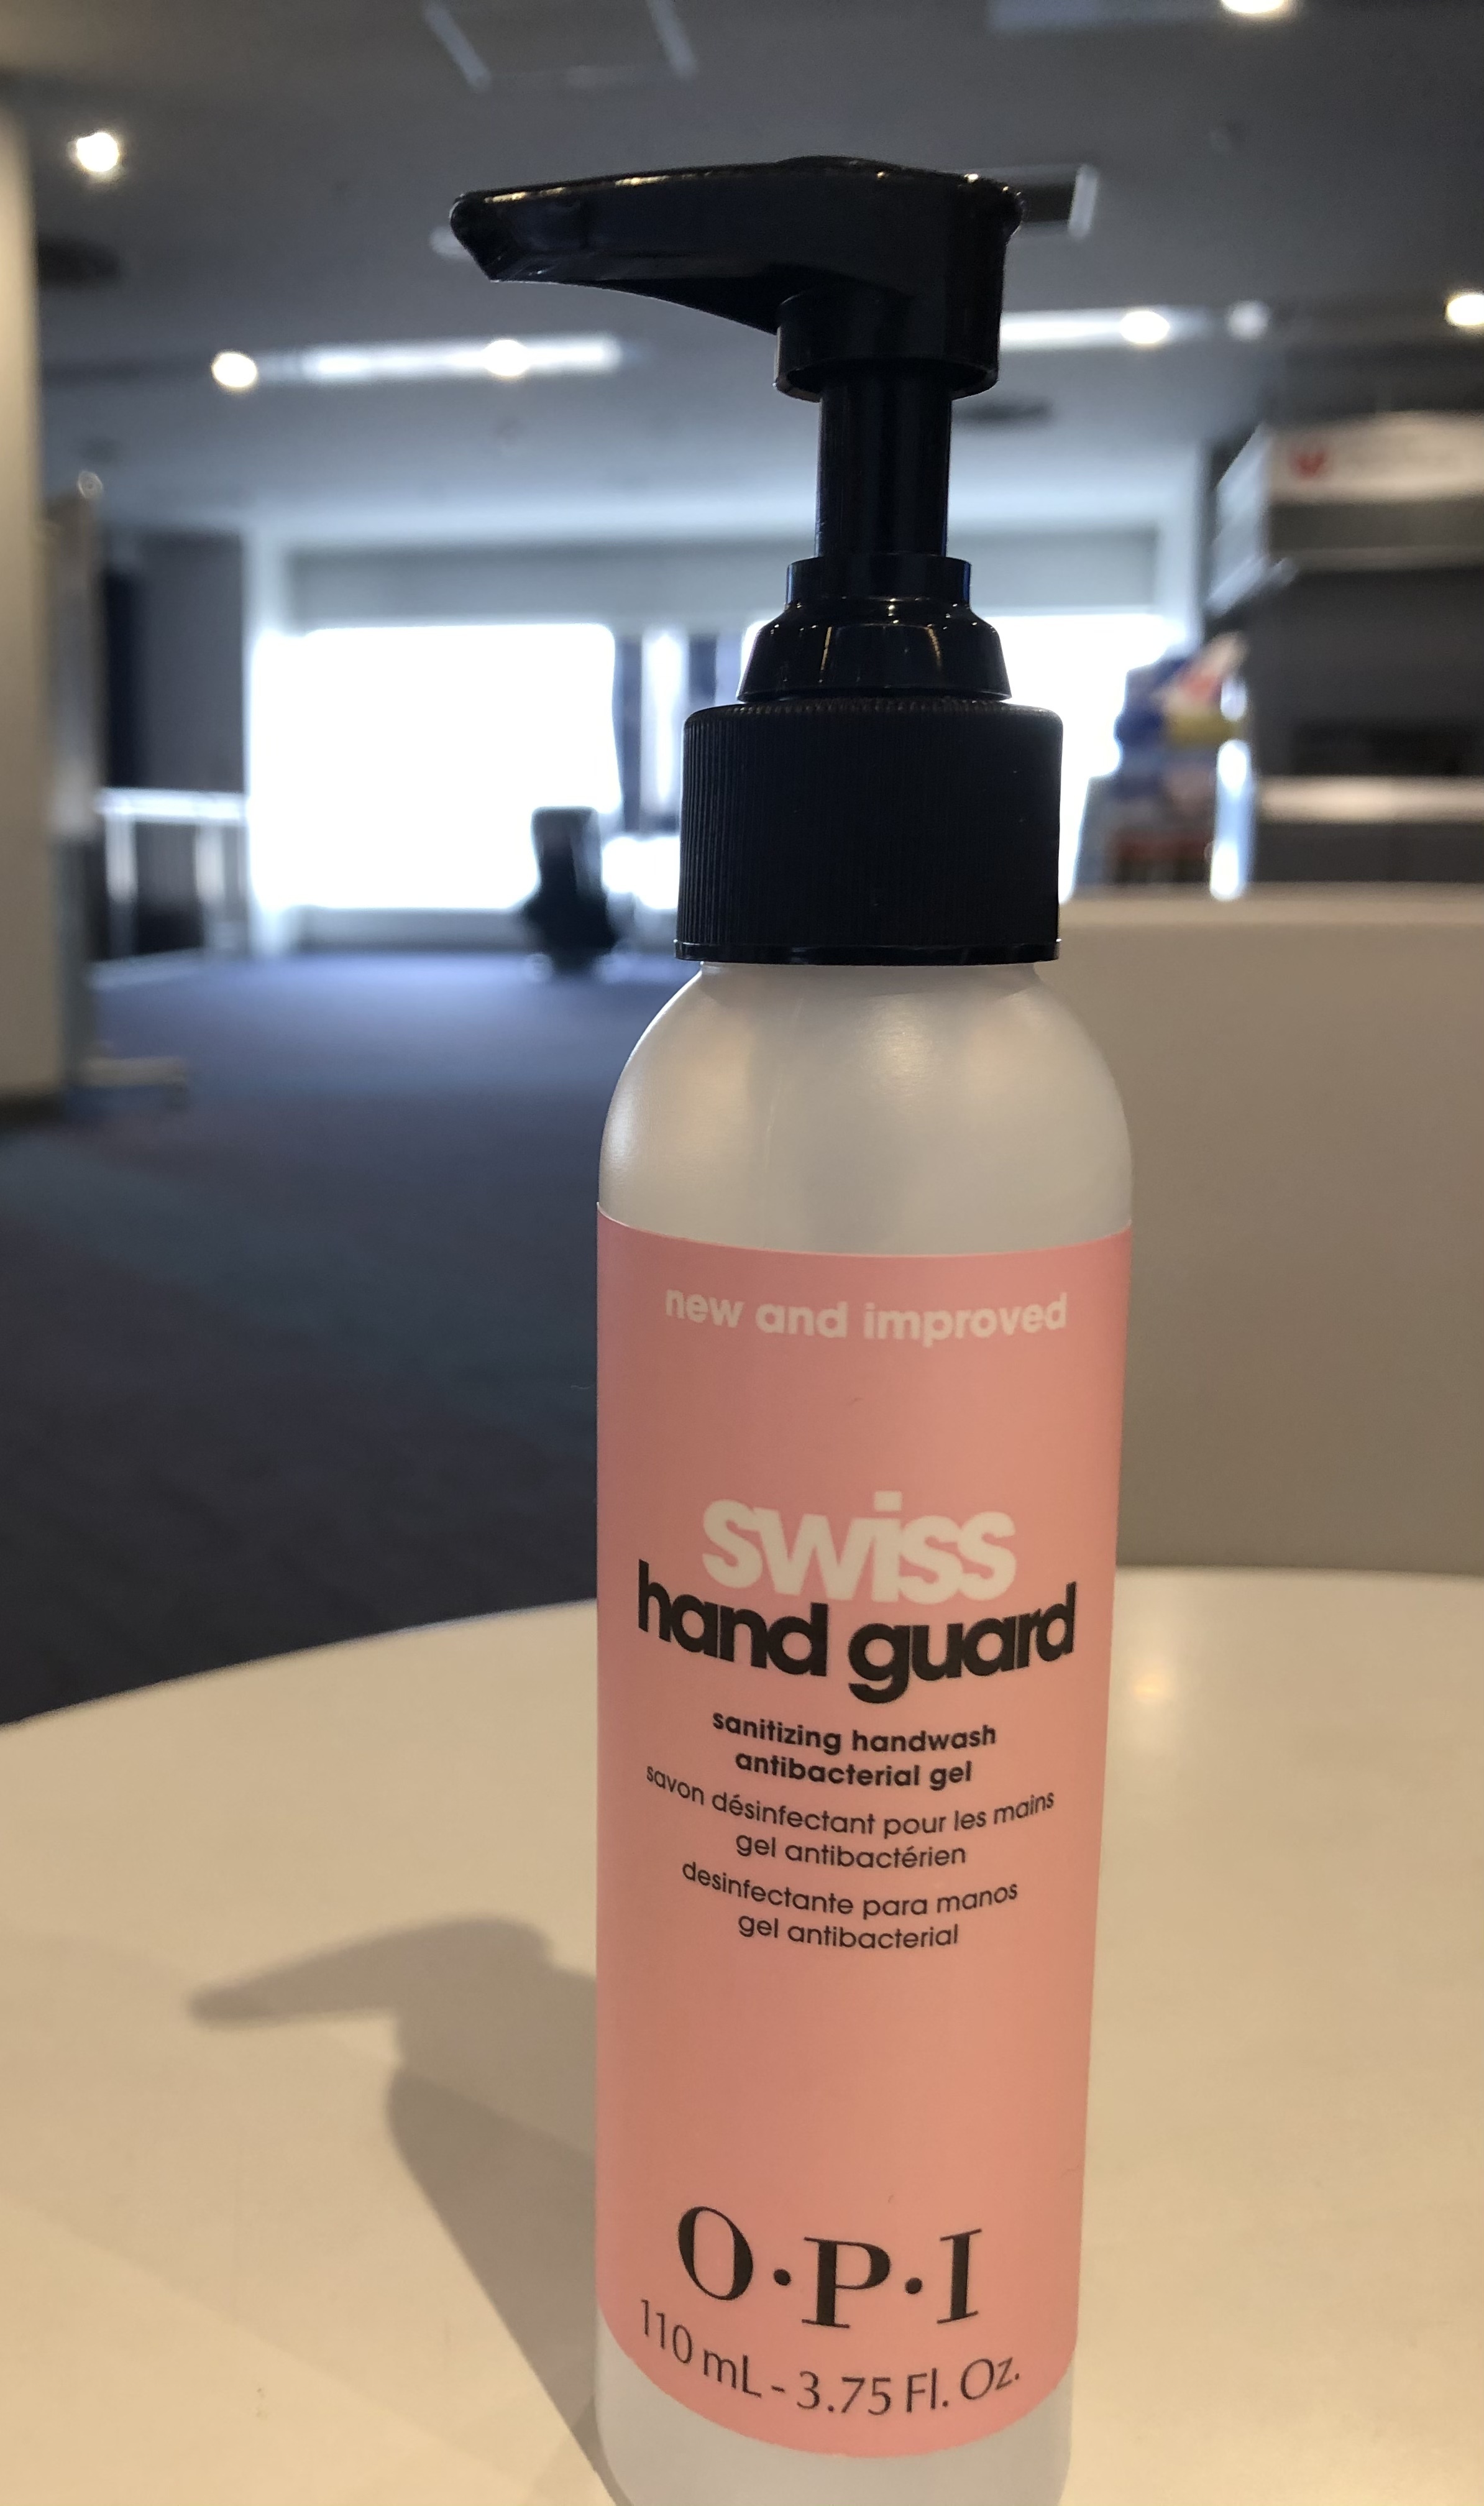 new and improved
swiss
hand guard
sanitizing handwash
antibacterial gel
savon désinfectant pour les mains
gel antibactérien
desinfectante para manos
gel antibacterial
O·P·I
110 mL - 3.75 Fl. Oz.